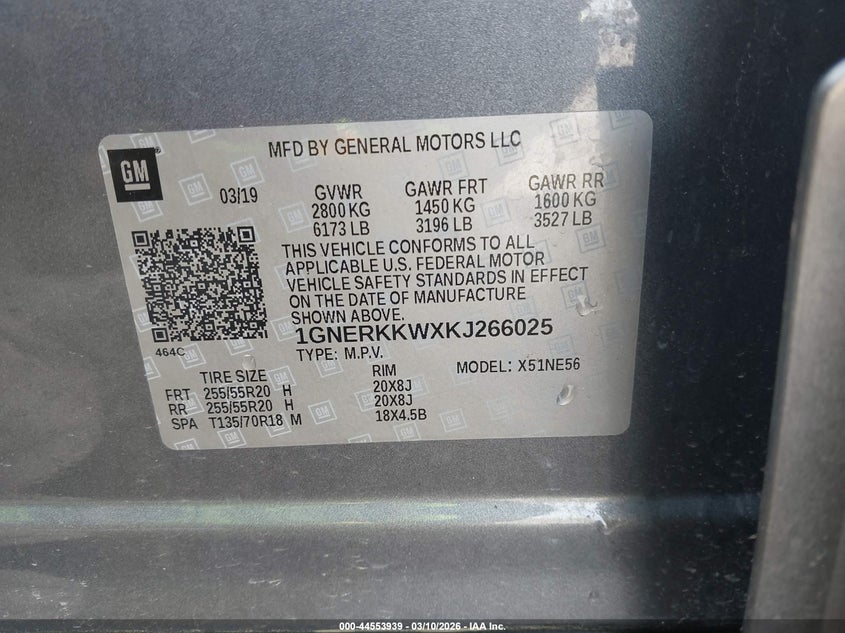 GM
MFD BY GENERAL MOTORS LLC
03/19
GVWR
2800 KG
6173 LB
GAWR FRT
1450 KG
3196 LB
GAWR RR
1600 KG
3527 LB
THIS VEHICLE CONFORMS TO ALL
APPLICABLE U.S. FEDERAL MOTOR
VEHICLE SAFETY STANDARDS IN EFFECT
ON THE DATE OF MANUFACTURE
SHOWN ABOVE.
464C
1GNERKKWXKJ266025
TYPE: M.P.V.
MODEL: X51NE56
TIRE SIZE RIM
FRT 255/55R20 H 20X8J
RR 255/55R20 H 20X8J
SPA T135/70R18 M 18X4.5B
000-44553939 - 03/10/2026 - IAA Inc.